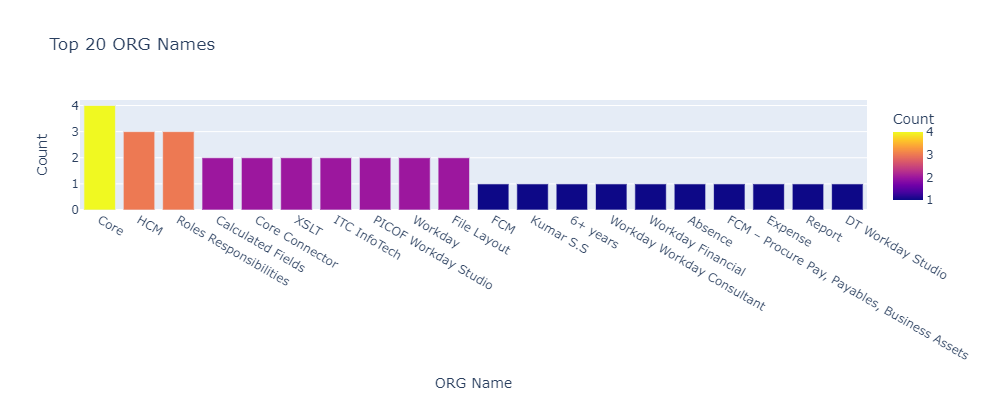 Top 20 ORG Names
Count
4
3
2
1
0
Core
HCM
Roles Responsibilities
Calculated Fields
Core Connector
XSLT
ITC InfoTech
PICOF Workday Studio
Workday
File Layout
FCM
Kumar S.S
6+ years
Workday Workday Consultant
Workday Financial
Absence
FCM – Procure Pay, Payables, Business Assets
Expense
Report
DT Workday Studio
ORG Name
Count
4
3
2
1